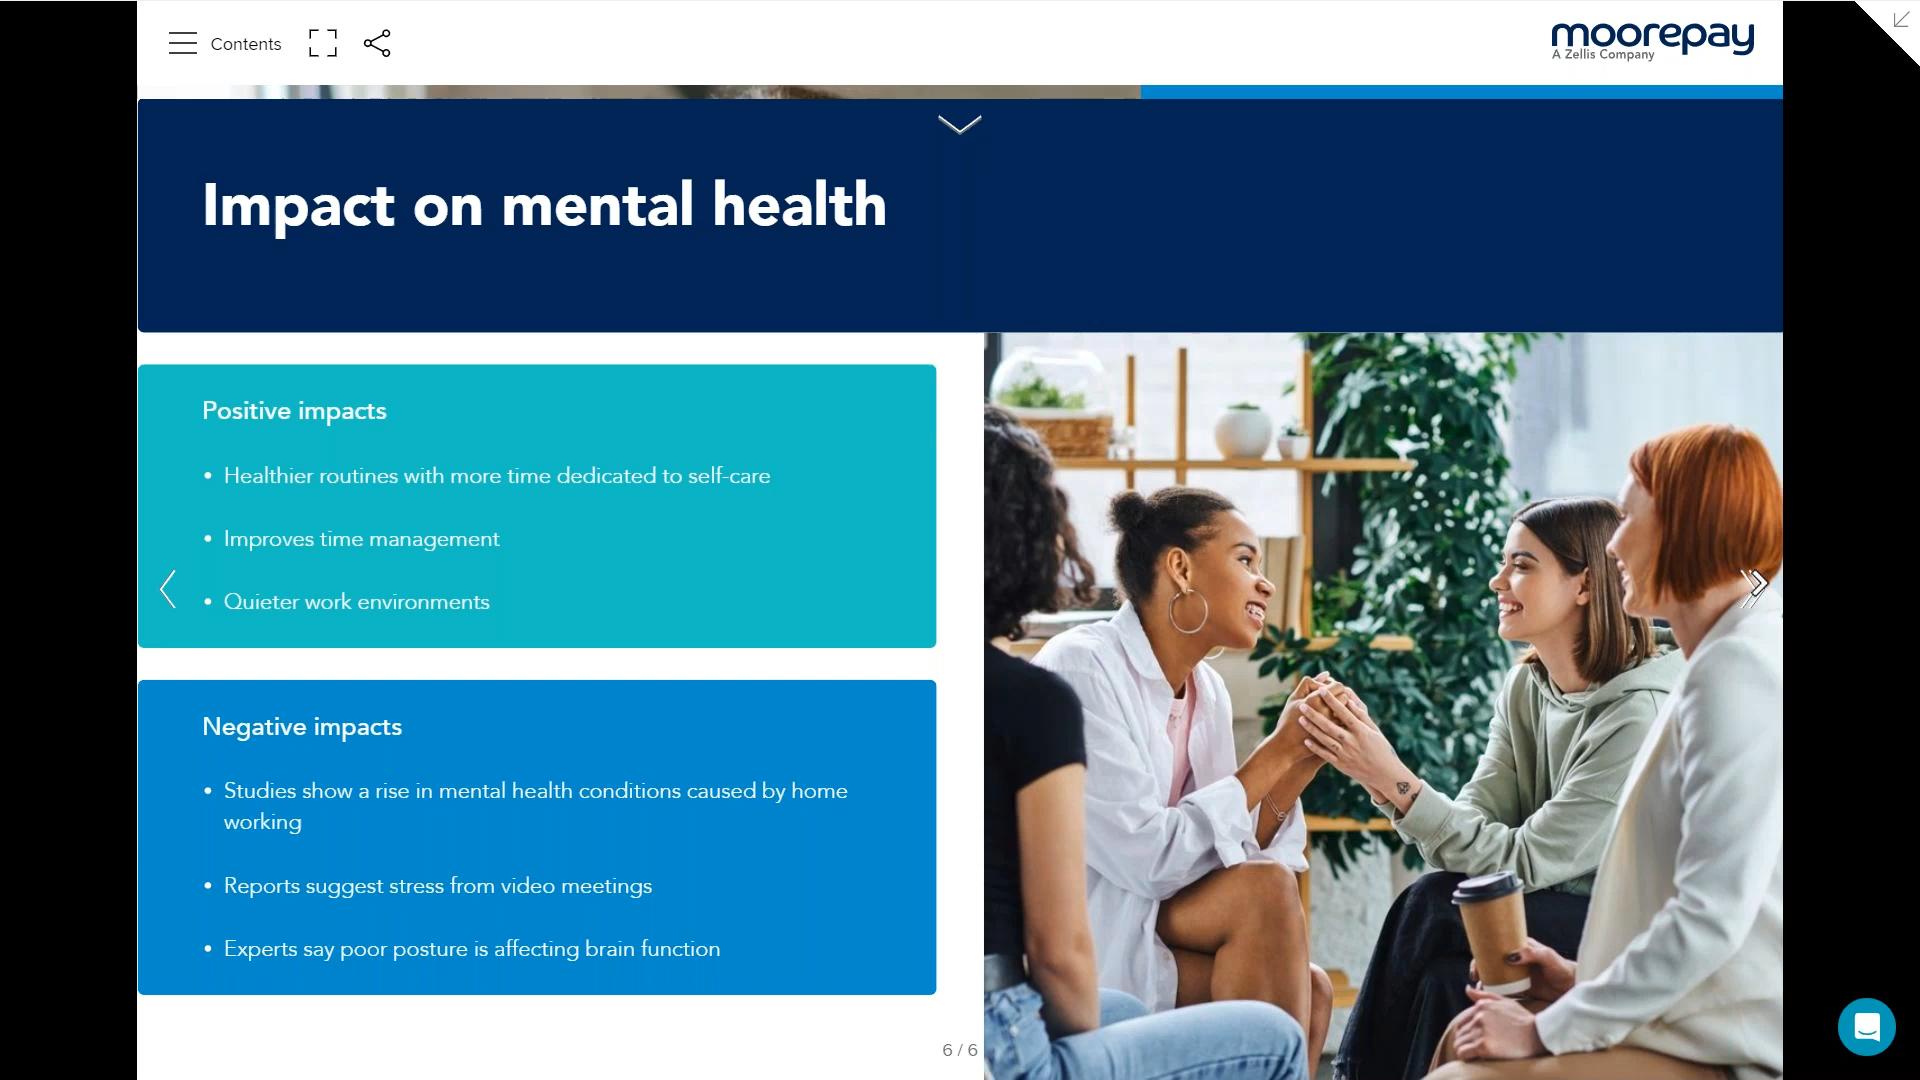 Contents
moorepay
A Zellis Company
Impact on mental health
Positive impacts
• Healthier routines with more time dedicated to self-care
• Improves time management
• Quieter work environments
Negative impacts
• Studies show a rise in mental health conditions caused by home
working
• Reports suggest stress from video meetings
• Experts say poor posture is affecting brain function
6 / 6